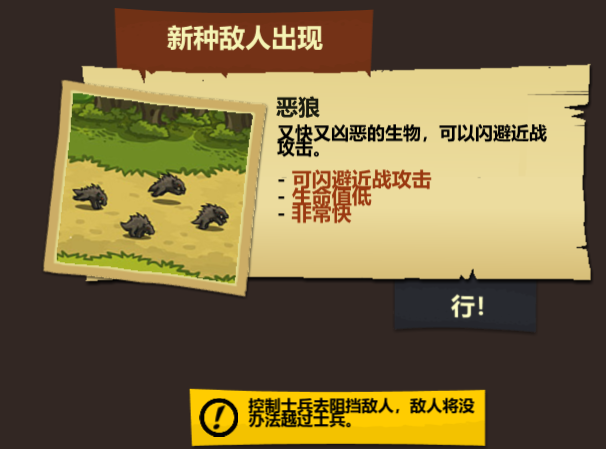 新种敌人出现
恶狼
又快又凶恶的生物，可以闪避近战
攻击。
- 可闪避近战攻击
- 生命值低
- 非常快
行！
控制士兵去阻挡敌人，敌人将没
办法越过士兵。